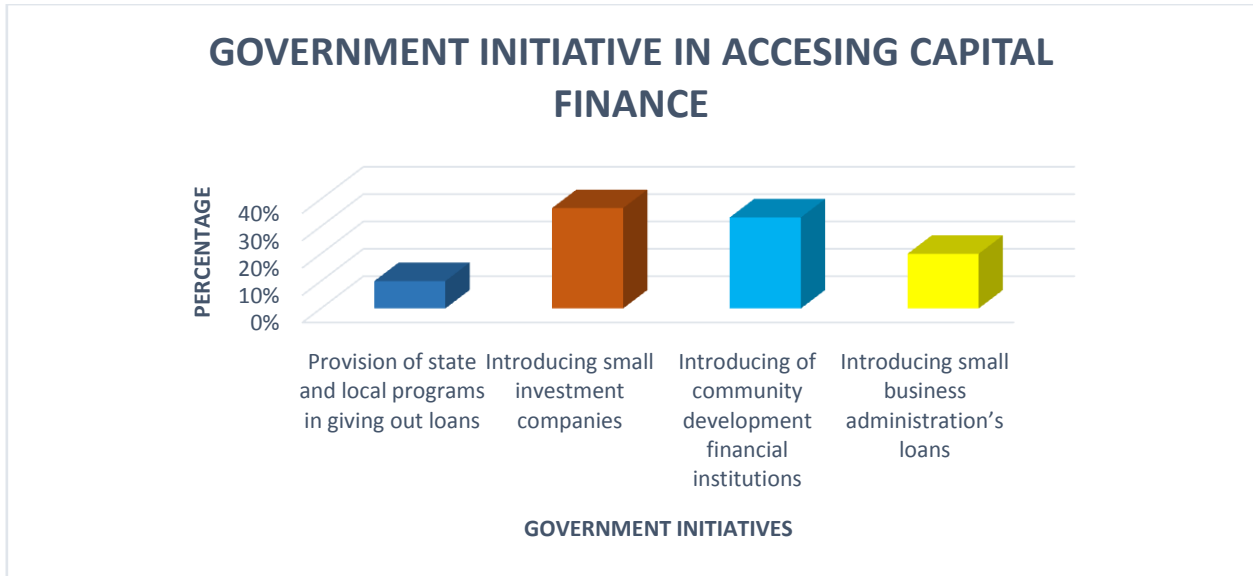 GOVERNMENT INITIATIVE IN ACCESING CAPITAL
FINANCE
PERCENTAGE
40%
30%
20%
10%
0%
Provision of state
and local programs
in giving out loans
Introducing small
investment
companies
Introducing of
community
development
financial
institutions
Introducing small
business
administration’s
loans
GOVERNMENT INITIATIVES